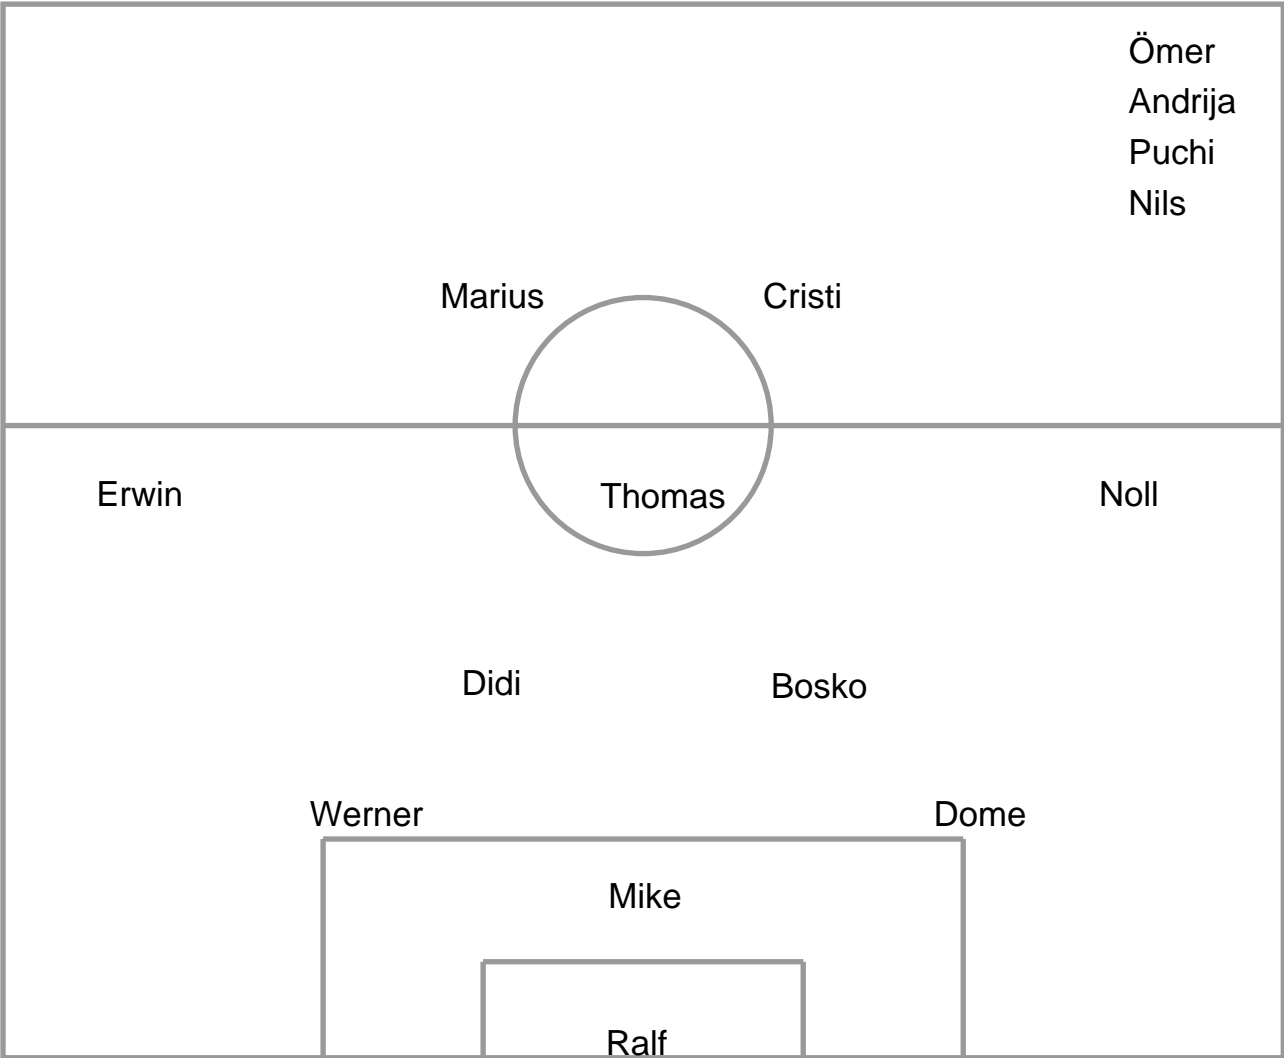 Ömer
Andrija
Puchi
Nils
Marius Cristi
Erwin Thomas Noll
Didi Bosko
Werner Dome
Mike
Ralf